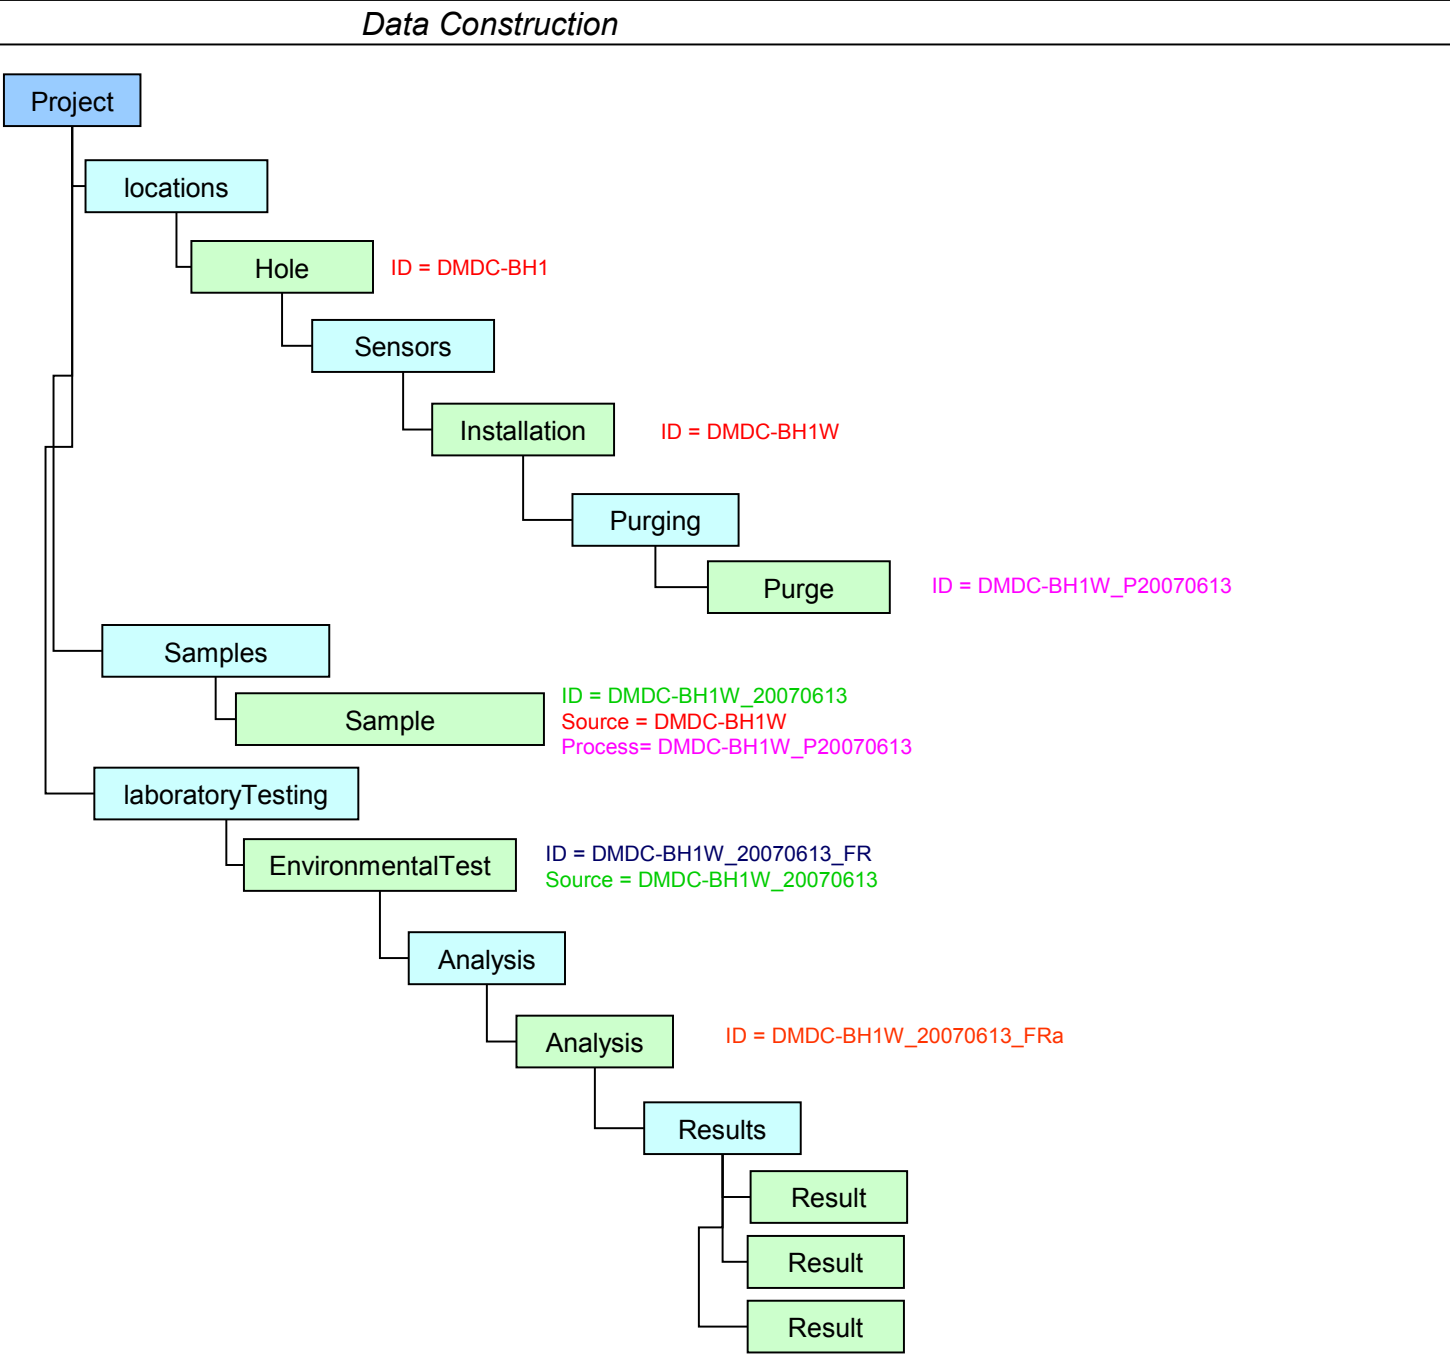 Data Construction
Project
locations
Hole
ID = DMDC-BH1
Sensors
Installation
ID = DMDC-BH1W
Purging
Purge
ID = DMDC-BH1W_P20070613
Samples
Sample
ID = DMDC-BH1W_20070613
Source = DMDC-BH1W
Process= DMDC-BH1W_P20070613
laboratoryTesting
EnvironmentalTest
ID = DMDC-BH1W_20070613_FR
Source = DMDC-BH1W_20070613
Analysis
Analysis
ID = DMDC-BH1W_20070613_FRa
Results
Result
Result
Result